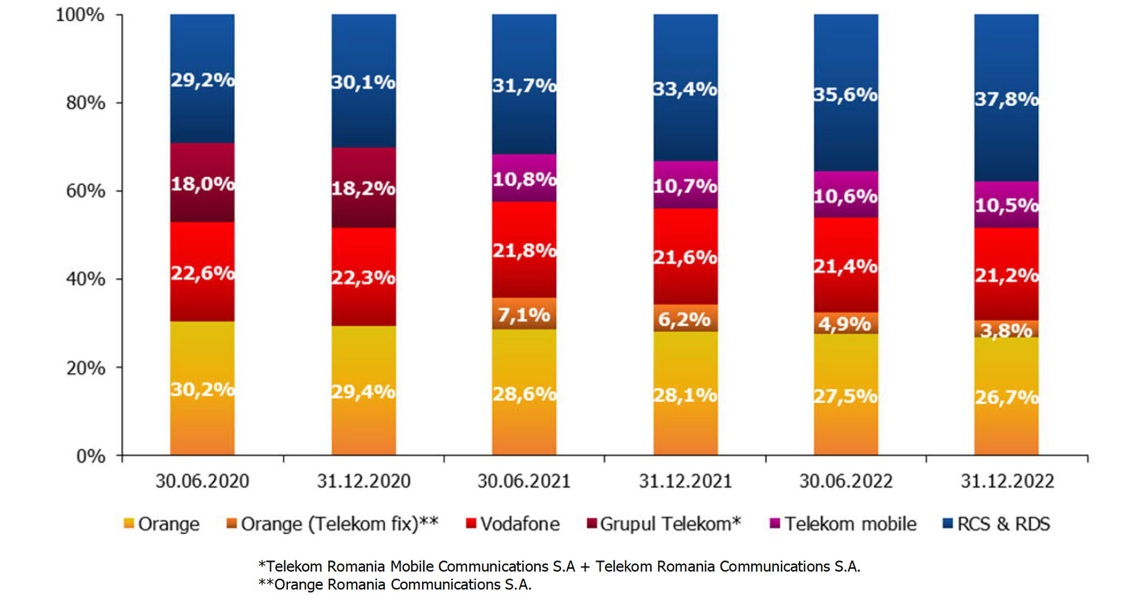 100%
80%
60%
40%
20%
0%
29,2% 30,1% 31,7% 33,4% 35,6% 37,8%
18,0% 18,2% 10,8% 10,7% 10,6% 10,5%
22,6% 22,3% 21,8% 21,6% 21,4% 21,2%
7,1% 6,2% 4,9% 3,8%
30,2% 29,4% 28,6% 28,1% 27,5% 26,7%
30.06.2020 31.12.2020 30.06.2021 31.12.2021 30.06.2022 31.12.2022
Orange Orange (Telekom fix)** Vodafone Grupul Telekom* Telekom mobile RCS & RDS
*Telekom Romania Mobile Communications S.A + Telekom Romania Communications S.A.
**Orange Romania Communications S.A.